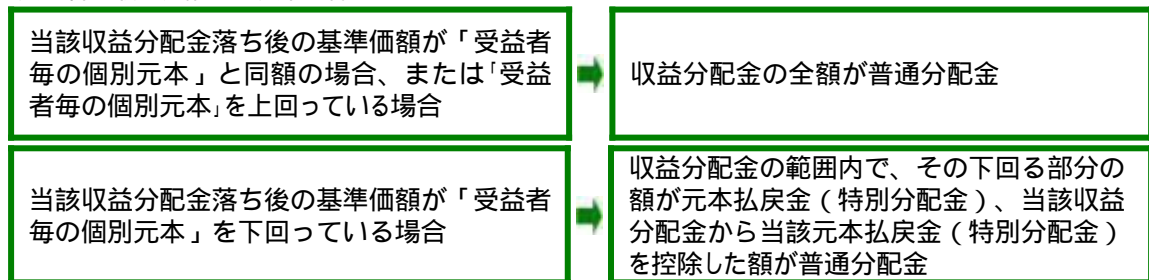 当該収益分配金落ち後の基準価額が「受益者
毎の個別元本」と同額の場合、または「受益
者毎の個別元本」を上回っている場合
収益分配金の全額が普通分配金
当該収益分配金落ち後の基準価額が「受益者
毎の個別元本」を下回っている場合
収益分配金の範囲内で、その下回る部分の
額が元本払戻金（特別分配金）、当該収益
分配金から当該元本払戻金（特別分配金）
を控除した額が普通分配金